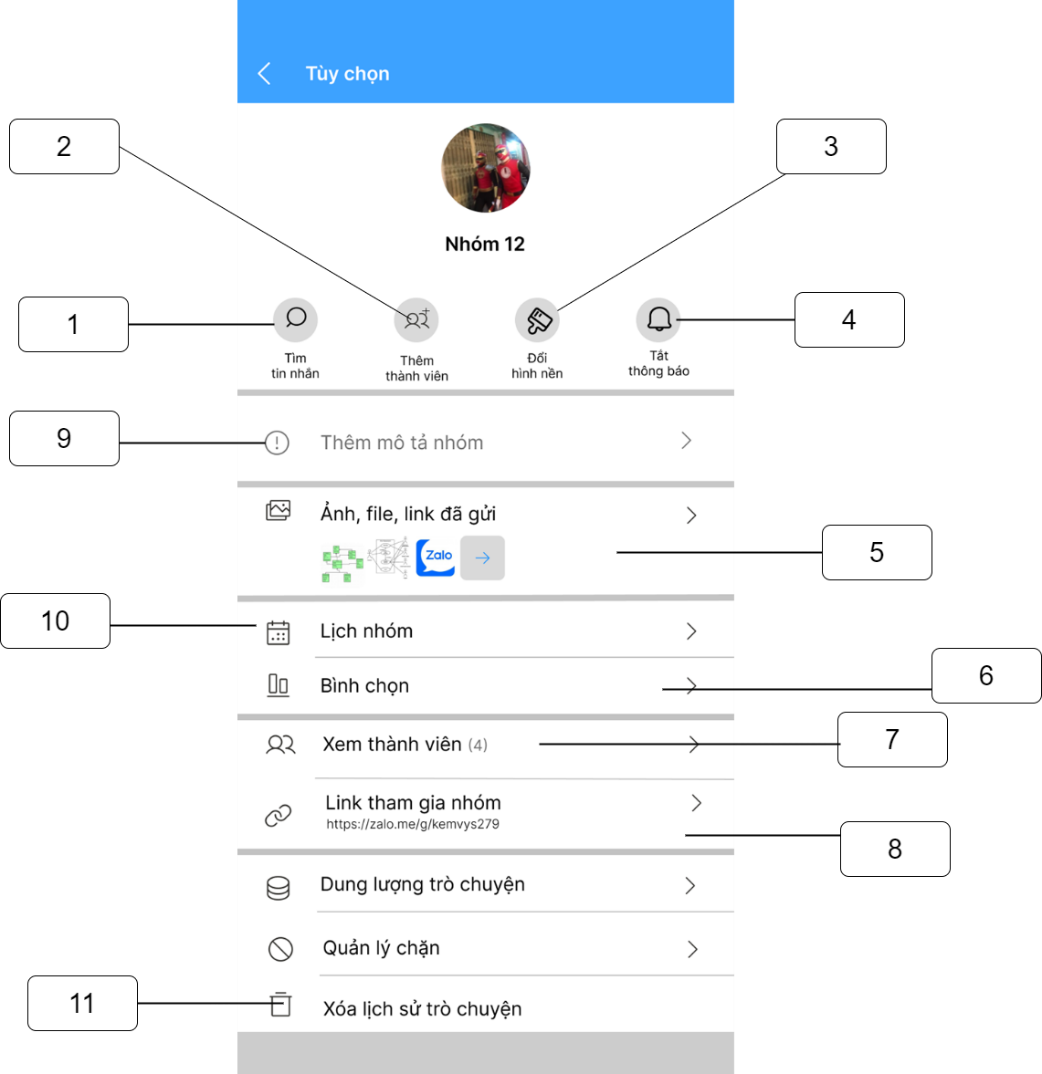 Tùy chọn
2
3
Nhóm 12
1
4
Tìm
tin nhắn
Thêm
thành viên
Đổi
hình nền
Tắt
thông báo
9
Thêm mô tả nhóm
Ảnh, file, link đã gửi
Zalo
5
10
Lịch nhóm
Bình chọn
6
Xem thành viên (4)
7
Link tham gia nhóm
https://zalo.me/g/kemvys279
8
Dung lượng trò chuyện
Quản lý chặn
11
Xóa lịch sử trò chuyện